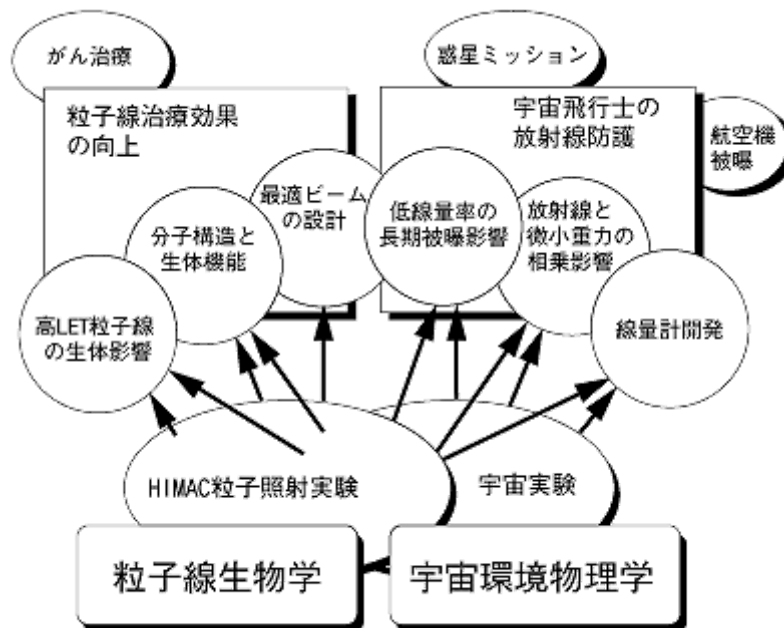 がん治療
惑星ミッション
粒子線治療効果
の向上
宇宙飛行士の
放射線防護
航空機
被曝
最適ビーム
の設計
低線量率の
長期被曝影響
放射線と
微小重力の
相乗影響
分子構造と
生体機能
高LET粒子線
の生体影響
線量計開発
HIMAC粒子照射実験
宇宙実験
粒子線生物学
宇宙環境物理学